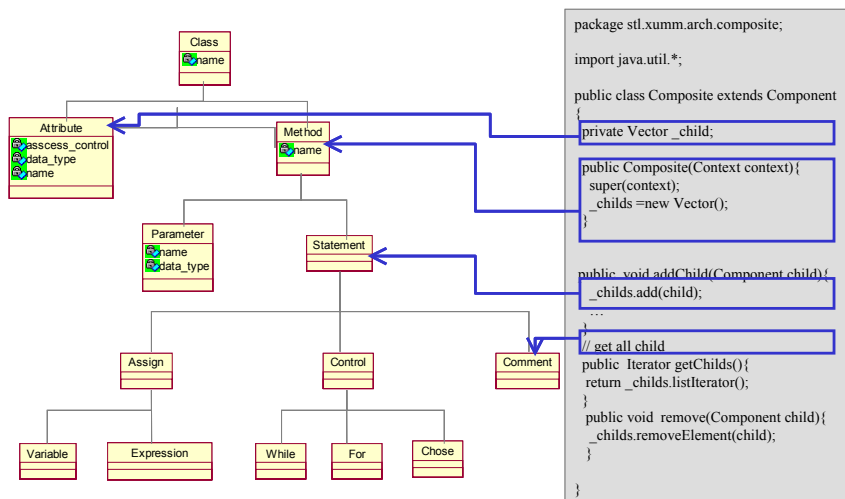 Class
name
Attribute
asscess_control
data_type
name
Method
name
Parameter
name
data_type
Statement
Assign
Control
Comment
Variable
Expression
While
For
Chose
package stl.xumm.arch.composite;
import java.util.*;
public class Composite extends Component
{
private Vector _child;
public Composite(Context context){
super(context);
_childs =new Vector();
}
public void addChild(Component child){
_childs.add(child);
...
}
// get all child
public Iterator getChilds(){
return _childs.listIterator();
}
public void remove(Component child){
_childs.removeElement(child);
}
}